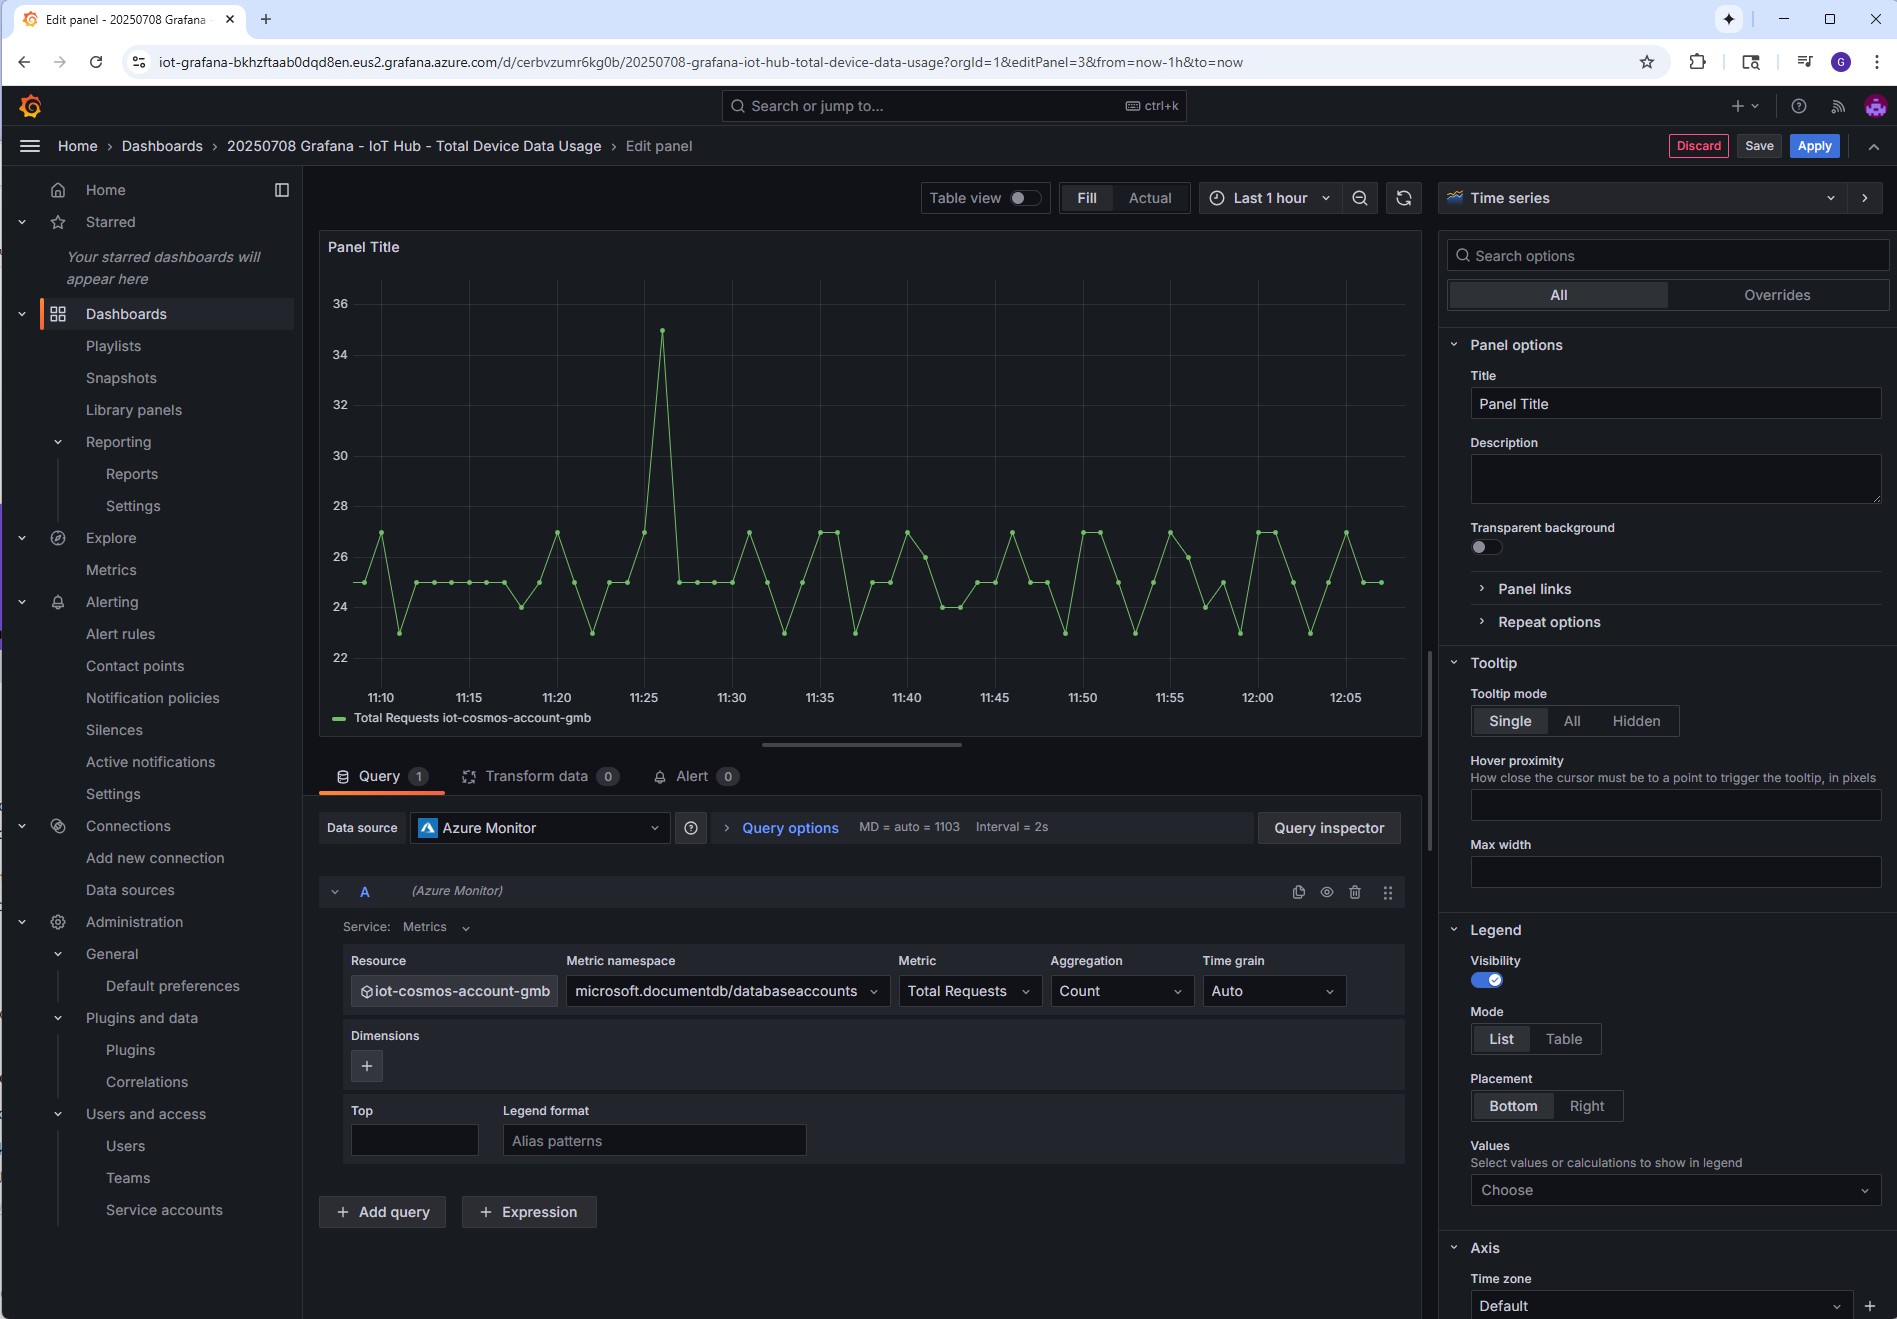 Edit panel - 20250708 Grafana
iot-grafana-bkhzftaab0dqd8en.eus2.grafana.azure.com/d/cerbvzumr6kg0b/20250708-grafana-iot-hub-total-device-data-usage?orgId=1&editPanel=3&from=now-1h&to=now
G
Search or jump to...
ctrl+k
Home
Dashboards
20250708 Grafana - IoT Hub - Total Device Data Usage
Edit panel
Discard
Save
Apply
Home
Starred
Your starred dashboards will
appear here
Dashboards
Playlists
Snapshots
Library panels
Reporting
Reports
Settings
Explore
Metrics
Alerting
Alert rules
Contact points
Notification policies
Silences
Active notifications
Settings
Connections
Add new connection
Data sources
Administration
General
Default preferences
Plugins and data
Plugins
Correlations
Users and access
Users
Teams
Service accounts
Table view
Fill
Actual
Last 1 hour
Panel Title
36
34
32
30
28
26
24
22
11:10 11:15 11:20 11:25 11:30 11:35 11:40 11:45 11:50 11:55 12:00 12:05
Total Requests iot-cosmos-account-gmb
Query 1
Transform data 0
Alert 0
Data source
Azure Monitor
Query options
MD = auto = 1103
Interval = 2s
Query inspector
A
(Azure Monitor)
Service: Metrics
Resource
Metric namespace
Metric
Aggregation
Time grain
iot-cosmos-account-gmb
microsoft.documentdb/databaseaccounts
Total Requests
Count
Auto
Dimensions
+
Top
Legend format
Alias patterns
+ Add query
+ Expression
Time series
Search options
All
Overrides
Panel options
Title
Panel Title
Description
Transparent background
Panel links
Repeat options
Tooltip
Tooltip mode
Single
All
Hidden
Hover proximity
How close the cursor must be to a point to trigger the tooltip, in pixels
Max width
Legend
Visibility
Mode
List
Table
Placement
Bottom
Right
Values
Select values or calculations to show in legend
Choose
Axis
Time zone
Default